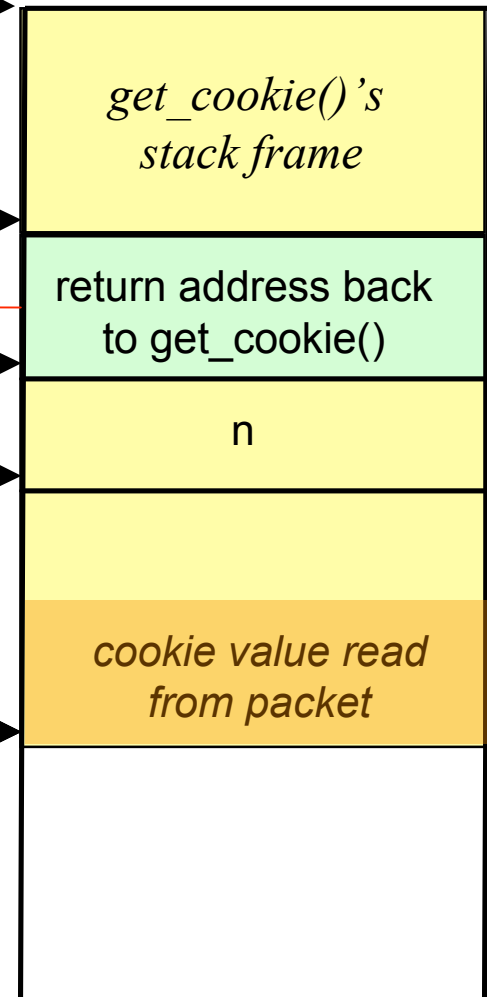 get_cookie()’s
stack frame
return address back
to get_cookie()
n
cookie value read
from packet